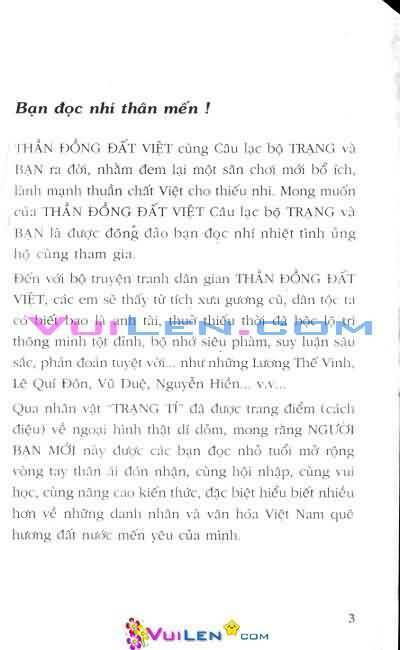 VUILEN.COM
Bạn đọc nhí thân mến !
THẦN ĐỒNG ĐẤT VIỆT cùng Câu lạc bộ TRẠNG và
BẠN ra đời, nhằm đem lại một sân chơi mới bổ ích,
lành mạnh thuần chất Việt cho thiếu nhi. Mong muốn
của THẦN ĐỒNG ĐẤT VIỆT Câu lạc bộ TRẠNG và
BẠN là được đông đảo bạn đọc nhí nhiệt tình ủng
hộ cùng tham gia.
Đến với bộ truyện tranh dân gian THẦN ĐỒNG ĐẤT
VIỆT, các em sẽ thấy từ tích xưa gương cũ, dân tộc ta
có biết bao là anh tài, thuở thiếu thời đã bộc lộ trí
VUILEN.COM
thông minh tột đỉnh, bộ nhớ siêu phàm, suy luận sâu
sắc, phán đoán tuyệt vời... như những Lương Thế Vinh,
Lê Quí Đôn, Vũ Duệ, Nguyễn Hiền... v.v...
Qua nhân vật "TRẠNG TÍ" đã được trang điểm (cách
điệu) về ngoại hình thật dí dỏm, mong rằng NGƯỜI
BẠN MỚI này được các bạn đọc nhỏ tuổi mở rộng
vòng tay thân ái đón nhận, cùng hội nhập, cùng vui
học, cùng nâng cao kiến thức, đặc biệt hiểu biết nhiều
hơn về những danh nhân và văn hóa Việt Nam quê
hương đất nước mến yêu của mình.
3
VUILEN.COM